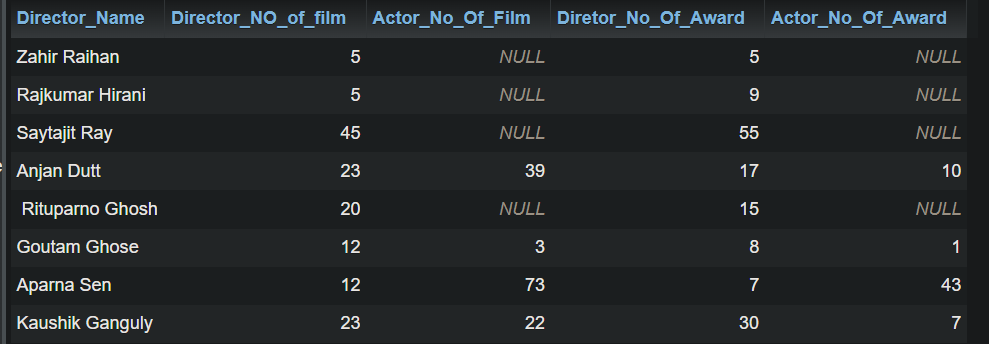 Director_Name Director_NO_of_film Actor_No_Of_Film Diretor_No_Of_Award Actor_No_Of_Award
Zahir Raihan 5 NULL 5 NULL
Rajkumar Hirani 5 NULL 9 NULL
Saytajit Ray 45 NULL 55 NULL
Anjan Dutt 23 39 17 10
Rituparno Ghosh 20 NULL 15 NULL
Goutam Ghose 12 3 8 1
Aparna Sen 12 73 7 43
Kaushik Ganguly 23 22 30 7